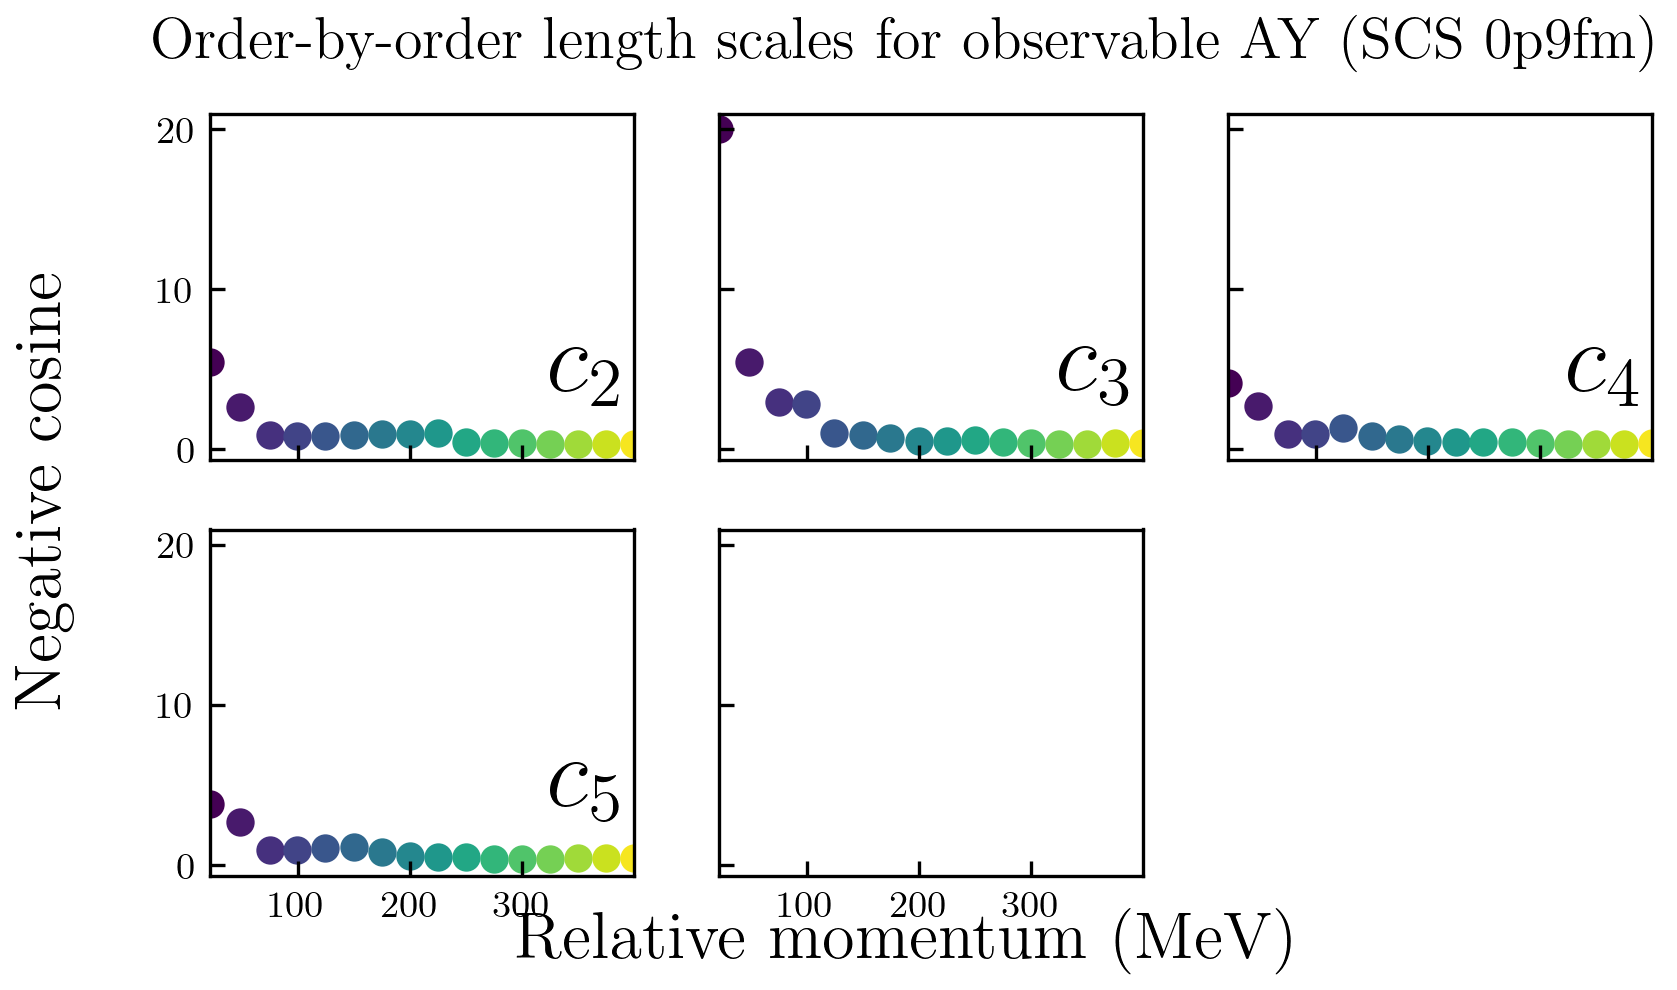 Order-by-order length scales for observable AY (SCS 0p9fm)
Negative cosine
20
10
0
c2
c3
c4
20
10
0
c5
100 200 300
100 200 300
Relative momentum (MeV)